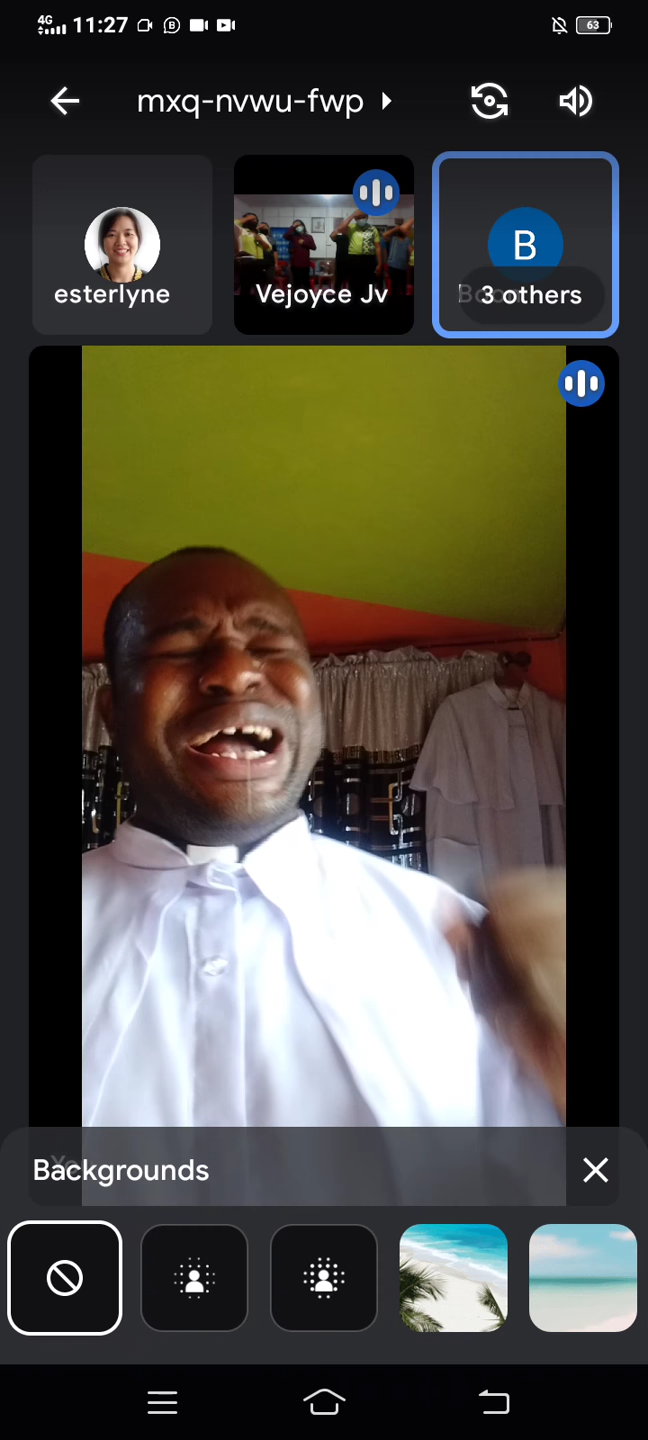 4G 11:27 B 63
mxq-nvwu-fwp
B
esterlyne Vejoyce Jv 3 others
Backgrounds